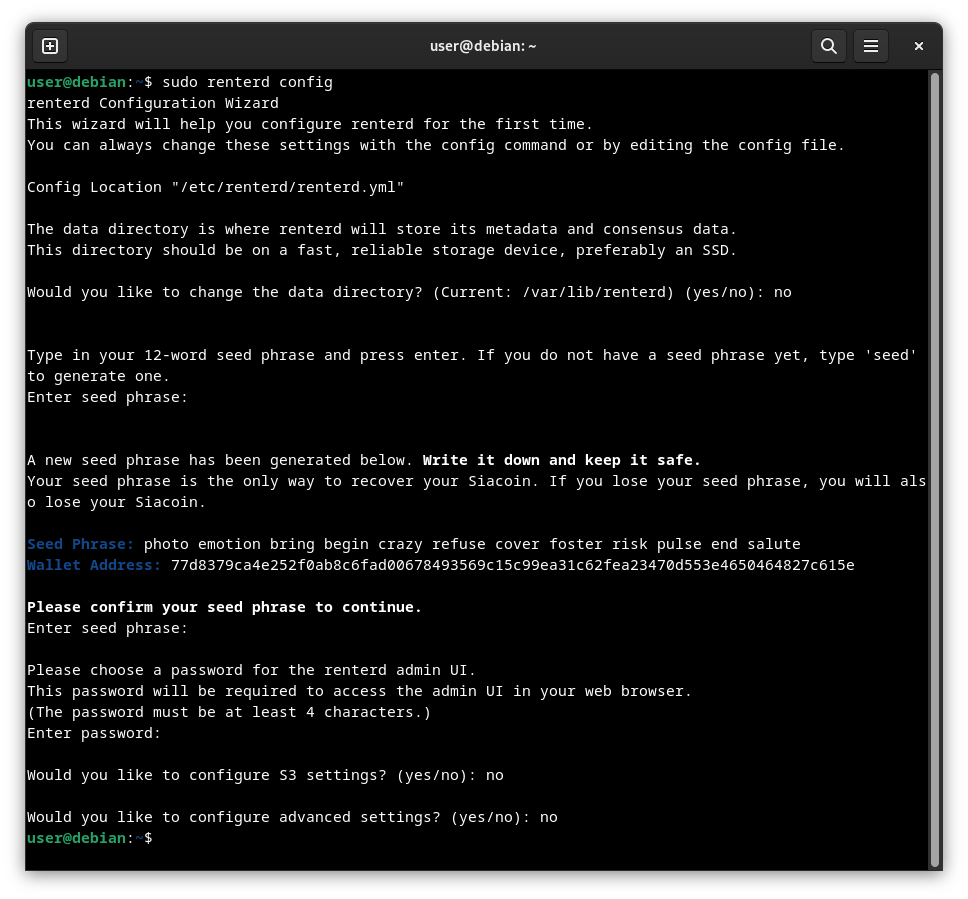 user@debian: ~
user@debian:~$ sudo renterd config
renterd Configuration Wizard
This wizard will help you configure renterd for the first time.
You can always change these settings with the config command or by editing the config file.
Config Location "/etc/renterd/renterd.yml"
The data directory is where renterd will store its metadata and consensus data.
This directory should be on a fast, reliable storage device, preferably an SSD.
Would you like to change the data directory? (Current: /var/lib/renterd) (yes/no): no
Type in your 12-word seed phrase and press enter. If you do not have a seed phrase yet, type 'seed'
to generate one.
Enter seed phrase:
A new seed phrase has been generated below. Write it down and keep it safe.
Your seed phrase is the only way to recover your Siacoin. If you lose your seed phrase, you will als
o lose your Siacoin.
Seed Phrase: photo emotion bring begin crazy refuse cover foster risk pulse end salute
Wallet Address: 77d8379ca4e252f0ab8c6fad00678493569c15c99ea31c62fea23470d553e4650464827c615e
Please confirm your seed phrase to continue.
Enter seed phrase:
Please choose a password for the renterd admin UI.
This password will be required to access the admin UI in your web browser.
(The password must be at least 4 characters.)
Enter password:
Would you like to configure S3 settings? (yes/no): no
Would you like to configure advanced settings? (yes/no): no
user@debian:~$